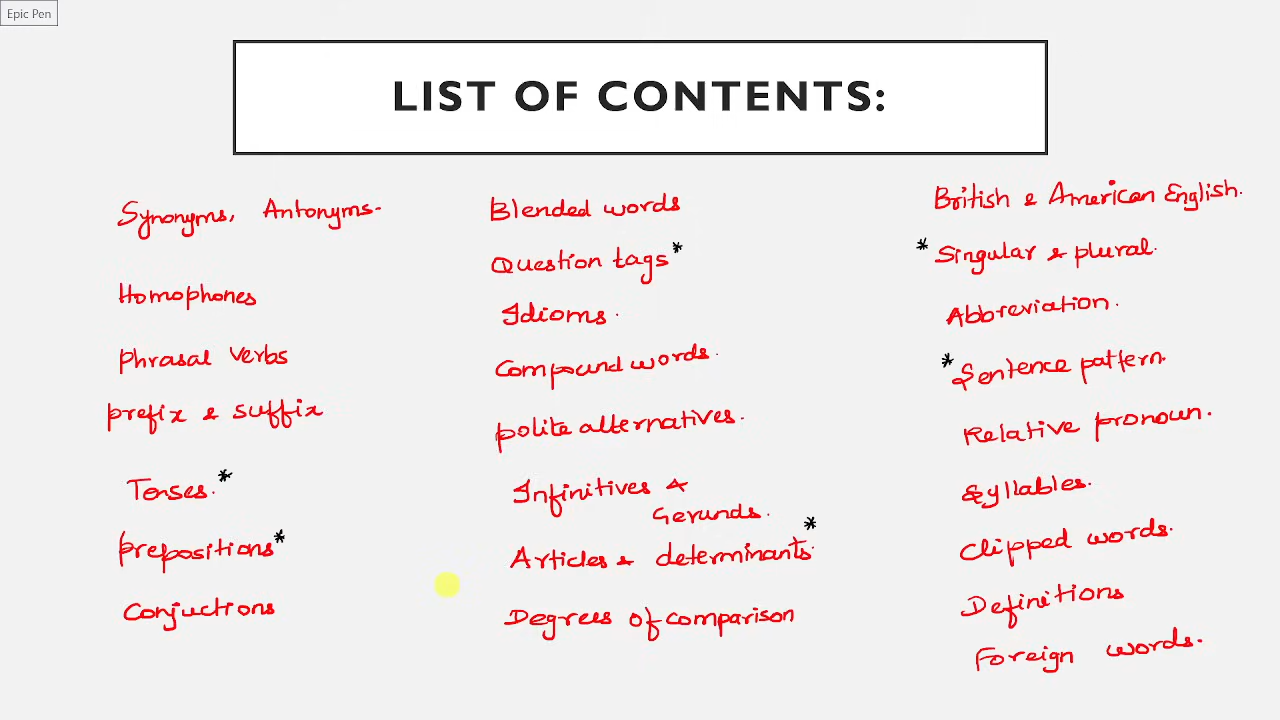 Epic Pen
LIST OF CONTENTS:
Synonyms, Antonyms.
Homophones
Phrasal Verbs
prefix & suffix
Tenses. *
prepositions *
Conjuctions
Blended words
Question tags *
Idioms.
Compound words.
polite alternatives.
Infinitives &
Gerunds.
Articles & determinants. *
Degrees of comparison
British & American English.
* Singular & plural.
Abbreviation.
* Sentence pattern.
Relative pronoun.
Syllables.
Clipped words.
Definitions
Foreign words.